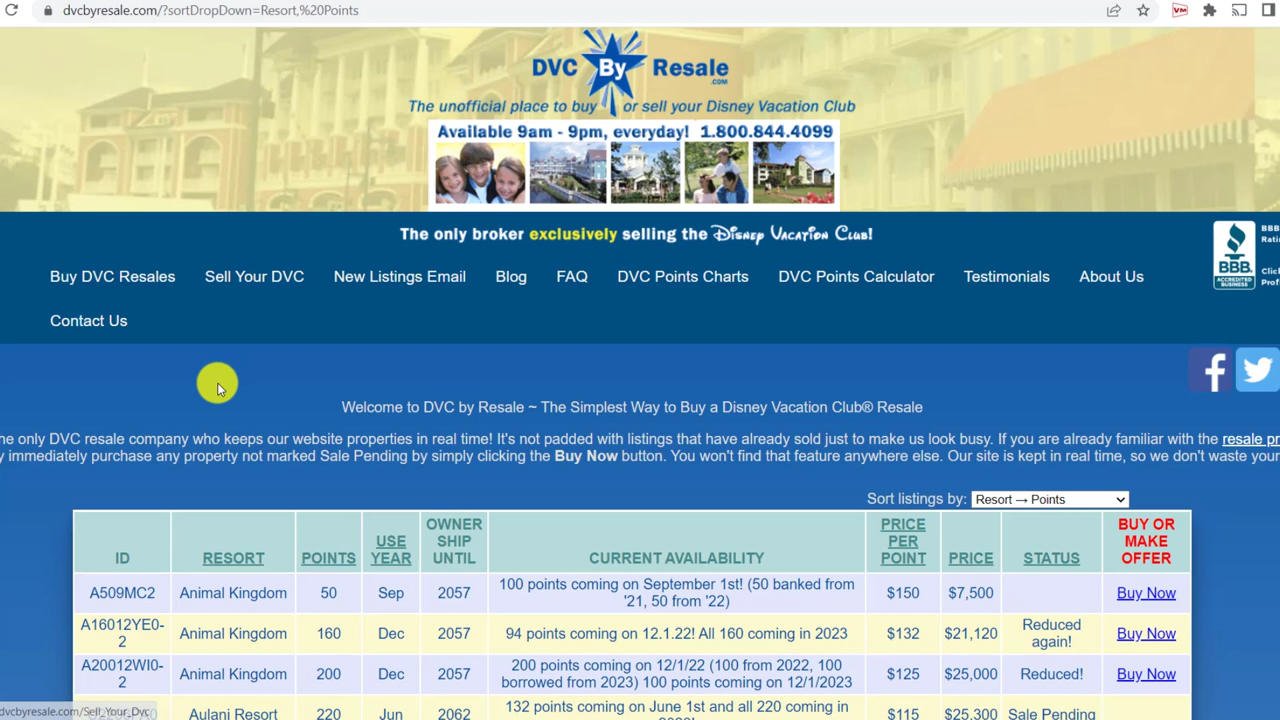 dvcbyresale.com/?sortDropDown=Resort,%20Points
VM
DVC By Resale
.COM
The unofficial place to buy or sell your Disney Vacation Club
Available 9am - 9pm, everyday! 1.800.844.4099
The only broker exclusively selling the Disney Vacation Club!
BBB
BBB
ACCREDITED
BUSINESS
Buy DVC Resales Sell Your DVC New Listings Email Blog FAQ DVC Points Charts DVC Points Calculator Testimonials About Us
Contact Us
Welcome to DVC by Resale ~ The Simplest Way to Buy a Disney Vacation Club® Resale
he only DVC resale company who keeps our website properties in real time! It's not padded with listings that have already sold just to make us look busy. If you are already familiar with the resale pr
y immediately purchase any property not marked Sale Pending by simply clicking the Buy Now button. You won't find that feature anywhere else. Our site is kept in real time, so we don't waste your
Sort listings by: Resort → Points
ID RESORT POINTS USE YEAR OWNER SHIP UNTIL CURRENT AVAILABILITY PRICE PER POINT PRICE STATUS BUY OR MAKE OFFER
A509MC2 Animal Kingdom 50 Sep 2057 100 points coming on September 1st! (50 banked from '21, 50 from '22) $150 $7,500 Buy Now
A16012YE0-2 Animal Kingdom 160 Dec 2057 94 points coming on 12.1.22! All 160 coming in 2023 $132 $21,120 Reduced again! Buy Now
A20012WI0-2 Animal Kingdom 200 Dec 2057 200 points coming on 12/1/22 (100 from 2022, 100 borrowed from 2023) 100 points coming on 12/1/2023 $125 $25,000 Reduced! Buy Now
Aulani Resort 220 Jun 2062 132 points coming on June 1st and all 220 coming in $115 $25,300 Sale Pending
dvcbyresale.com/Sell_Your_Dvc